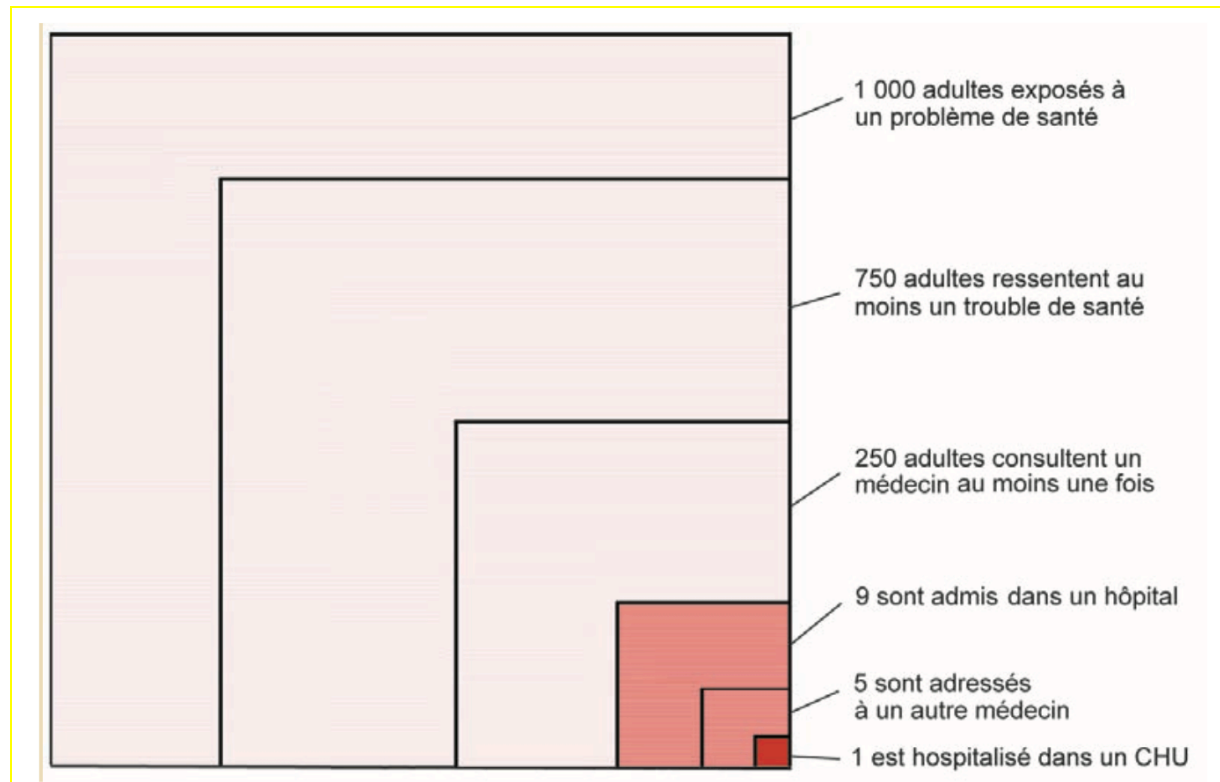 1 000 adultes exposés à
un problème de santé
750 adultes ressentent au
moins un trouble de santé
250 adultes consultent un
médecin au moins une fois
9 sont admis dans un hôpital
5 sont adressés
à un autre médecin
1 est hospitalisé dans un CHU